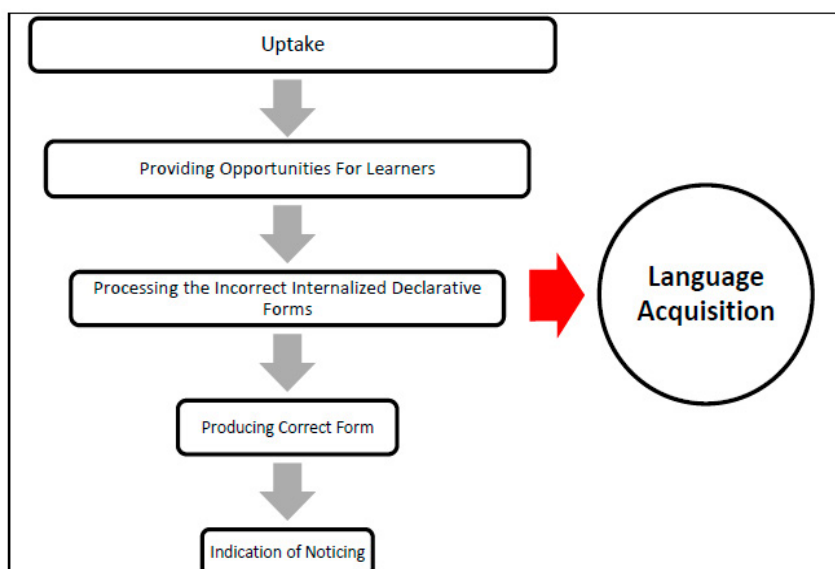 Uptake
Providing Opportunities For Learners
Processing the Incorrect Internalized Declarative
Forms
Language
Acquisition
Producing Correct Form
Indication of Noticing